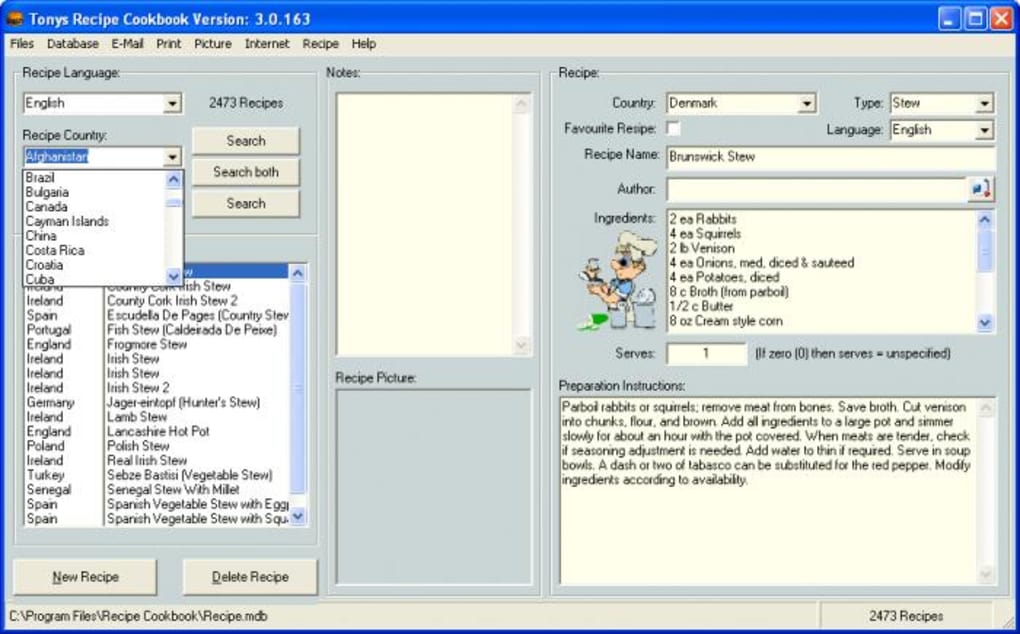 Tonys Recipe Cookbook Version: 3.0.163
Files Database E-Mail Print Picture Internet Recipe Help
Recipe Language:
English
2473 Recipes
Recipe Country:
Search
Afghanistan
Search both
Search
Brazil
Bulgaria
Canada
Cayman Islands
China
Costa Rica
Croatia
Cuba
Ireland County Cork Irish Stew
Ireland County Cork Irish Stew 2
Spain Escudella De Pages (Country Stew
Portugal Fish Stew (Caldeirada De Peixe)
England Frogmore Stew
Ireland Irish Stew
Ireland Irish Stew
Ireland Irish Stew 2
Germany Jager-eintopf (Hunter's Stew)
Ireland Lamb Stew
England Lancashire Hot Pot
Poland Polish Stew
Ireland Real Irish Stew
Turkey Sebze Bastisi (Vegetable Stew)
Senegal Senegal Stew With Millet
Spain Spanish Vegetable Stew with Egg
Spain Spanish Vegetable Stew with Squ
New Recipe
Delete Recipe
Notes:
Recipe Picture:
Recipe:
Country: Denmark
Type: Stew
Favourite Resipe:
Language: English
Recipe Name: Brunswick Stew
Author:
Ingredients:
2 ea Rabbits
4 ea Squirrels
2 lb Venison
4 ea Onions, med, diced & sauteed
4 ea Potatoes, diced
8 c Broth (from parboil)
1/2 c Butter
8 oz Cream style corn
Serves: 1 (If zero (0) then serves = unspecified)
Preparation Instructions:
Parboil rabbits or squirrels; remove meat from bones. Save broth. Cut venison
into chunks, flour, and brown. Add all ingredients to a large pot and simmer
slowly for about an hour with the pot covered. When meats are tender, check
if seasoning adjustment is needed. Add water to thin if required. Serve in soup
bowls. A dash or two of tabasco can be substituted for the red pepper. Modify
ingredients according to availability.
C:\Program Files\Recipe Cookbook\Recipe.mdb
2473 Recipes